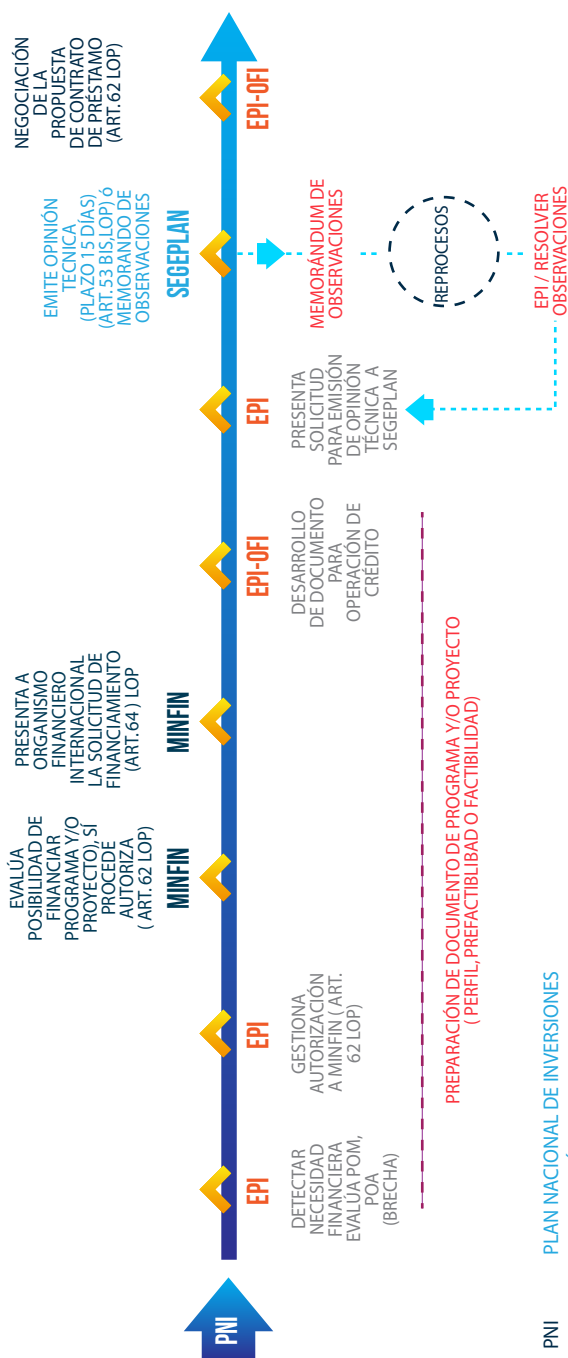 PNI
EPI
DETECTAR
NECESIDAD
FINANCIERA
EVALÚA POM,
POA
(BRECHA)
EPI
GESTIONA
AUTORIZACIÓN
A MINFIN ( ART.
62 LOP)
EVALÚA
POSIBILIDAD DE
FINANCIAR
PROGRAMA Y/O
PROYECTO), SÍ
PROCEDE
AUTORIZA
( ART. 62 LOP)
MINFIN
PRESENTA A
ORGANISMO
FINANCIERO
INTERNACIONAL
LA SOLICITUD DE
FINANCIAMIENTO
(ART. 64 ) LOP
MINFIN
EPI-OFI
DESARROLLO
DE DOCUMENTO
PARA
OPERACIÓN DE
CRÉDITO
EPI
PRESENTA
SOLICITUD
PARA EMISIÓN
DE OPINIÓN
TÉCNICA A
SEGEPLAN
EMITE OPINIÓN
TECNICA
(PLAZO 15 DÍAS)
(ART. 53 BIS,LOP) Ó
MEMORANDO DE
OBSERVACIONES
SEGEPLAN
MEMORANDUM DE
OBSERVACIONES
REPROCESOS
EPI / RESOLVER
OBSERVACIONES
NEGOCIACIÓN
DE LA
PROPUESTA
DE CONTRATO
DE PRÉSTAMO
(ART. 62 LOP)
EPI-OFI
PREPARACIÓN DE DOCUMENTO DE PROGRAMA Y/O PROYECTO
( PERFIL, PREFACTIBLIBAD O FACTIBILIDAD)
PNI PLAN NACIONAL DE INVERSIONES